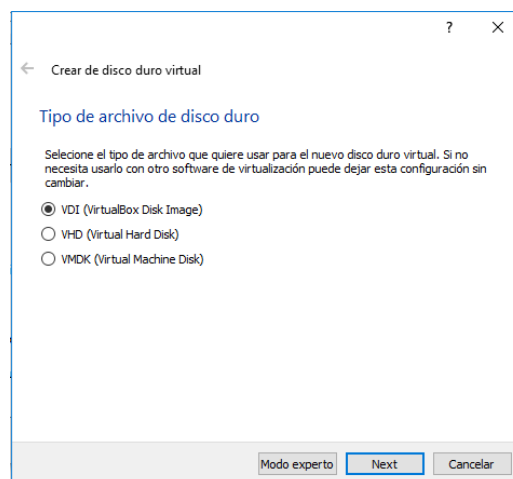 ?
Crear de disco duro virtual
Tipo de archivo de disco duro
Selecione el tipo de archivo que quiere usar para el nuevo disco duro virtual. Si no
necesita usarlo con otro software de virtualización puede dejar esta configuración sin
cambiar.
VDI (VirtualBox Disk Image)
VHD (Virtual Hard Disk)
VMDK (Virtual Machine Disk)
Modo experto Next Cancelar